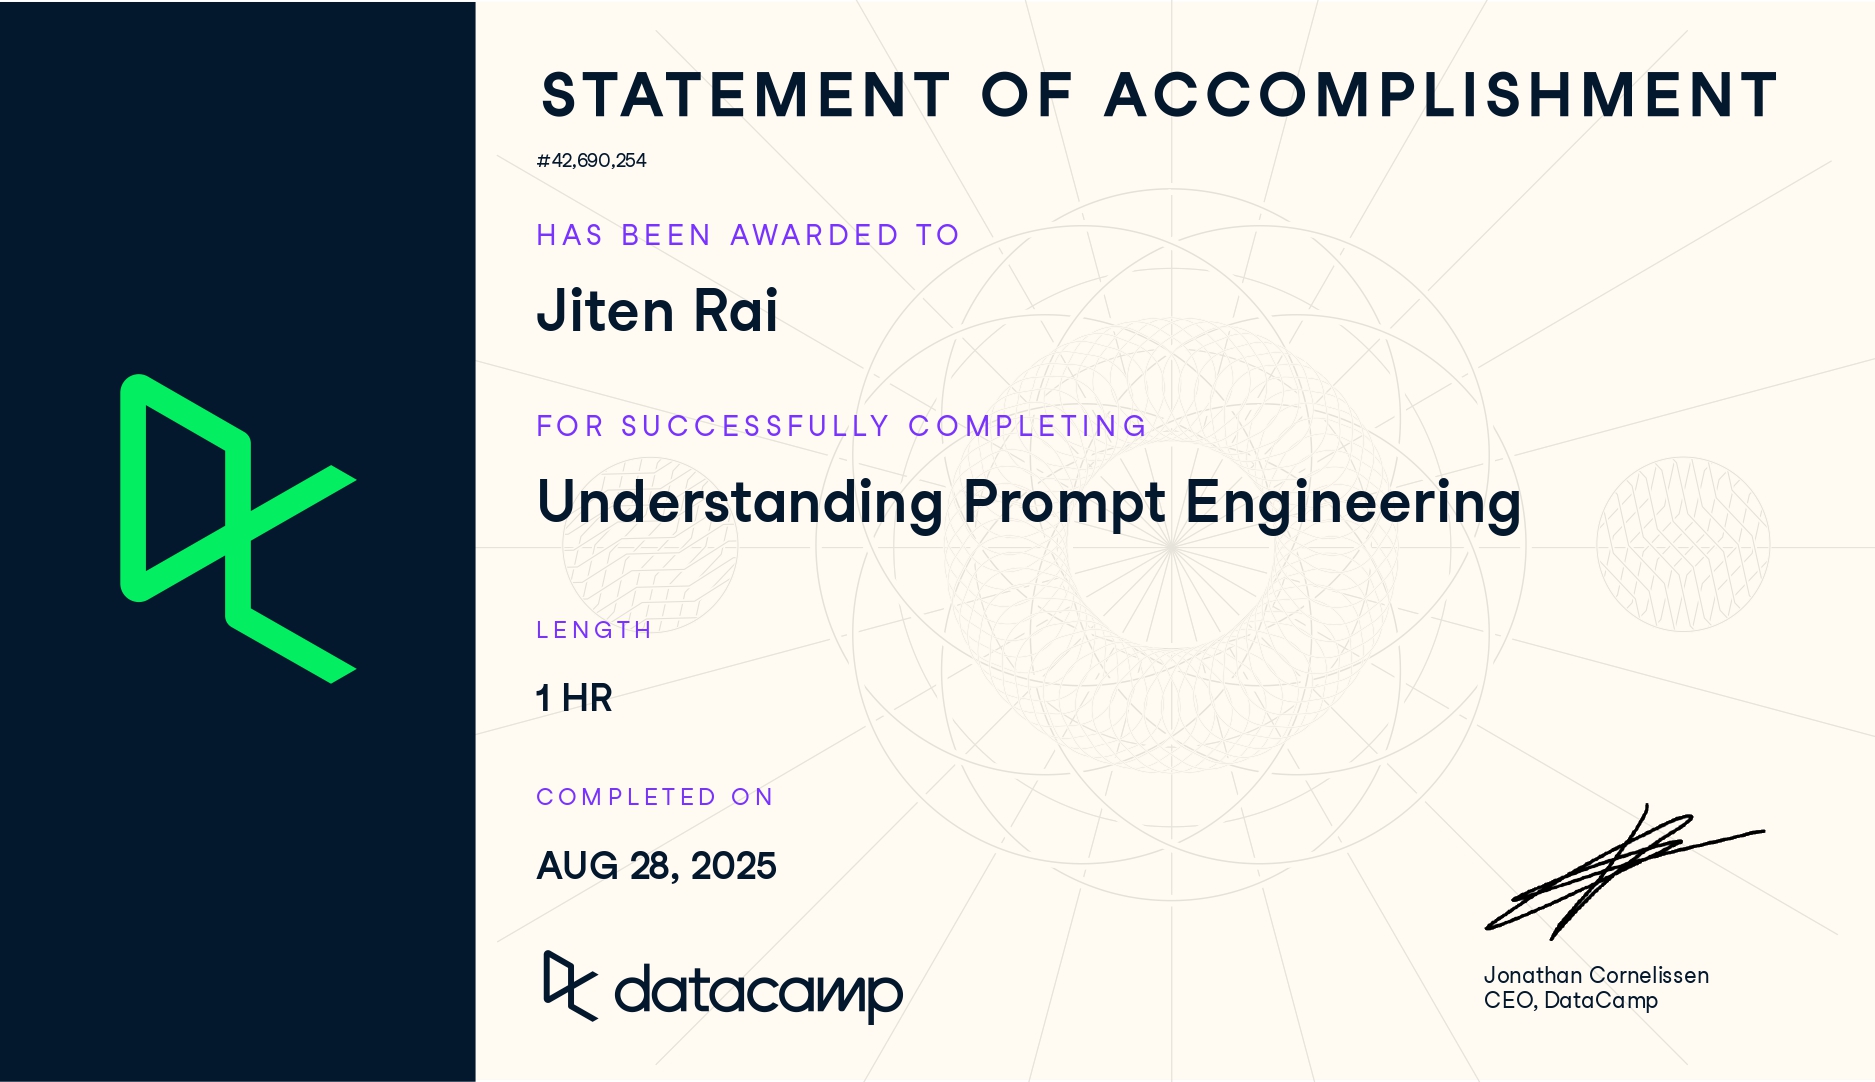 STATEMENT OF ACCOMPLISHMENT
#42,690,254
HAS BEEN AWARDED TO
Jiten Rai
FOR SUCCESSFULLY COMPLETING
Understanding Prompt Engineering
LENGTH
1 HR
COMPLETED ON
AUG 28, 2025
datacamp
Jonathan Cornelissen
CEO, DataCamp